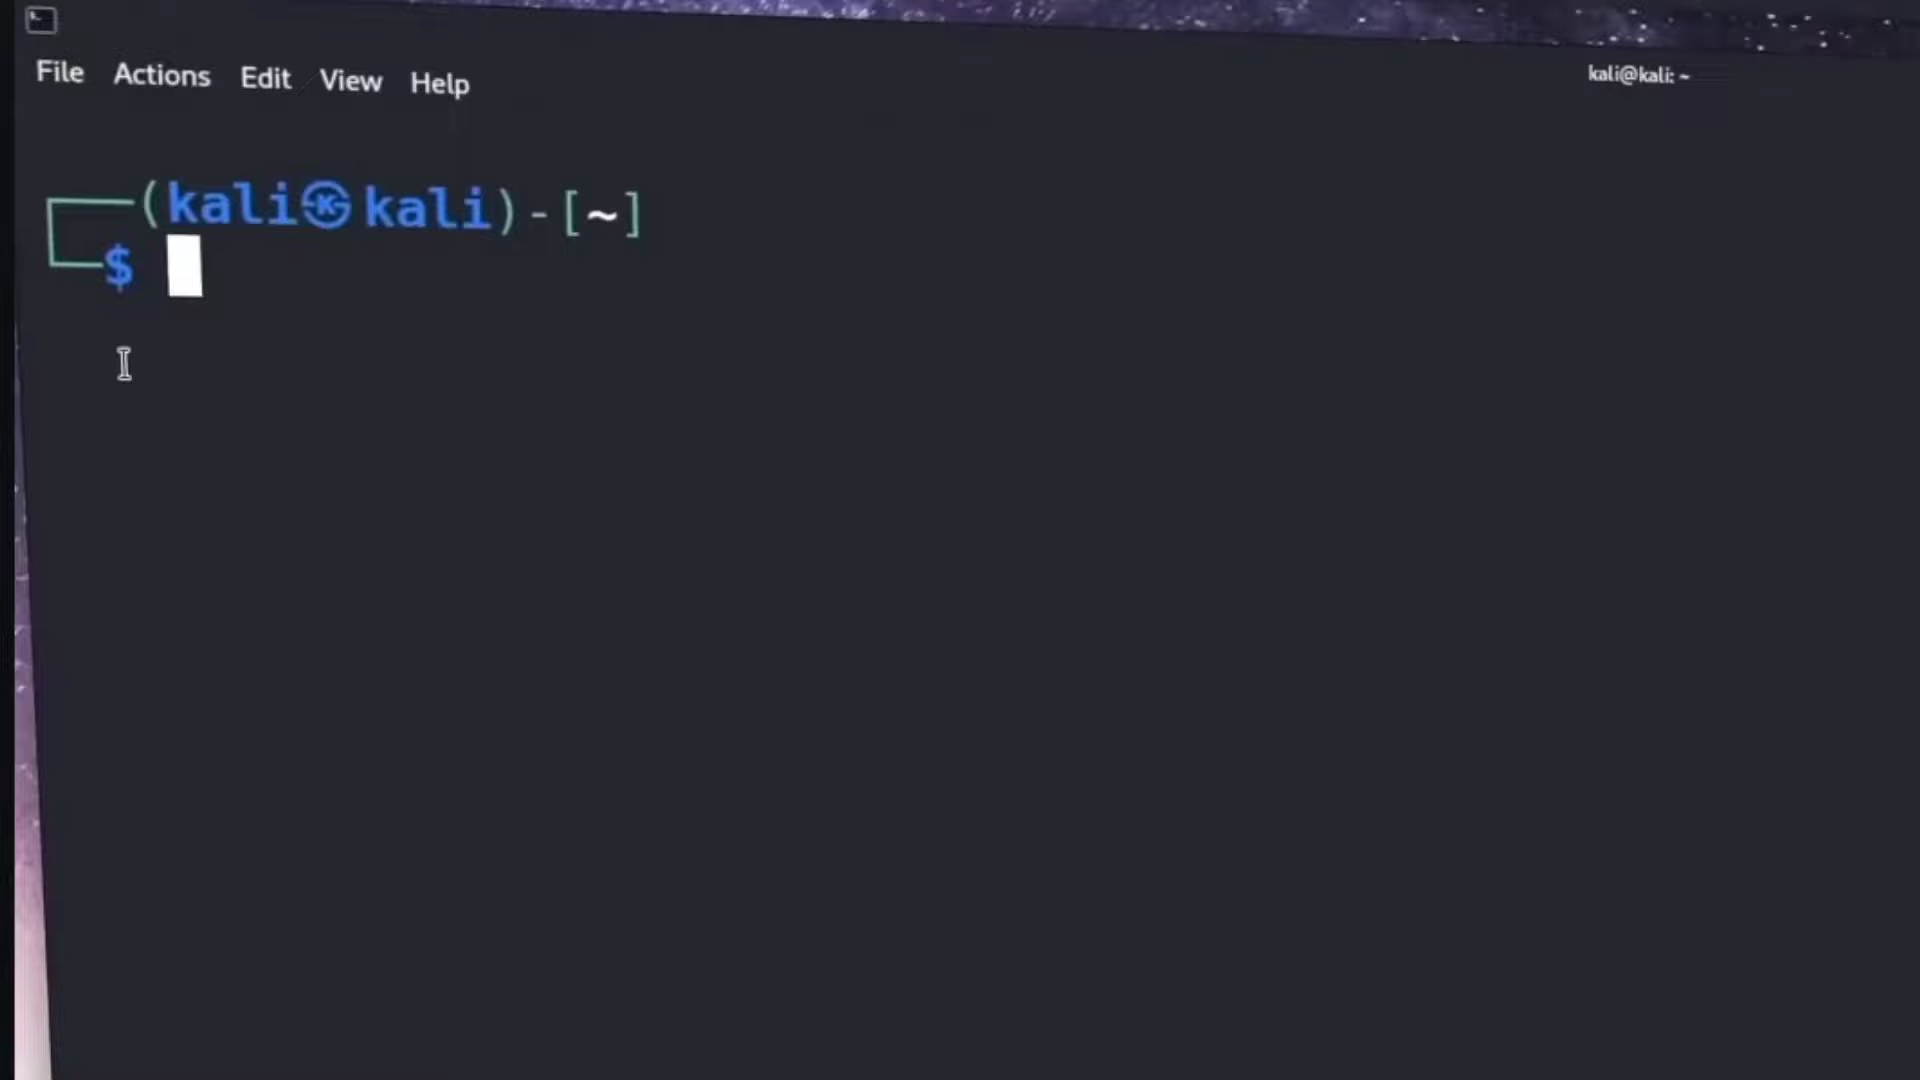 File Actions Edit View Help
kali@kali: ~
┌──(kali㉿kali)-[~]
└─$